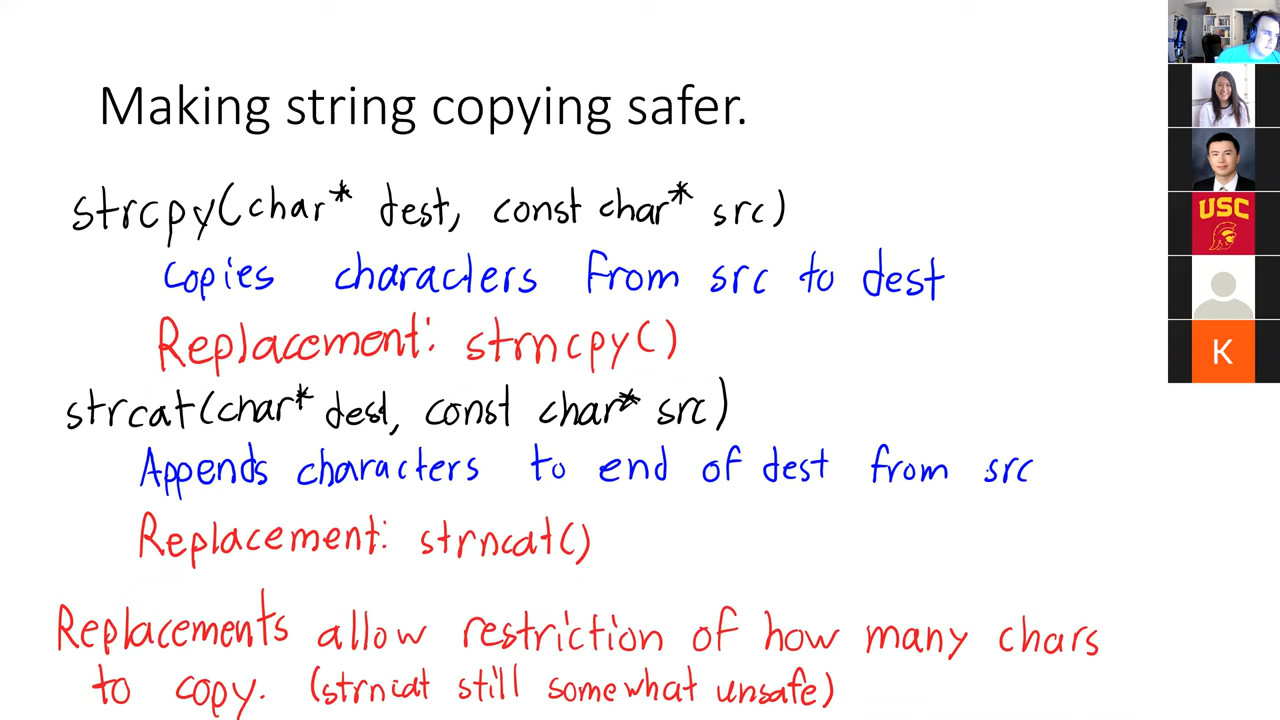 Making string copying safer.
strcpy(char* dest, const char* src)
Copies characters from src to dest
Replacement: strncpy()
strcat(char* dest, const char* src)
Appends characters to end of dest from src
Replacement: strncat()
Replacements allow restriction of how many chars
to copy. (strncat still somewhat unsafe)
USC
K